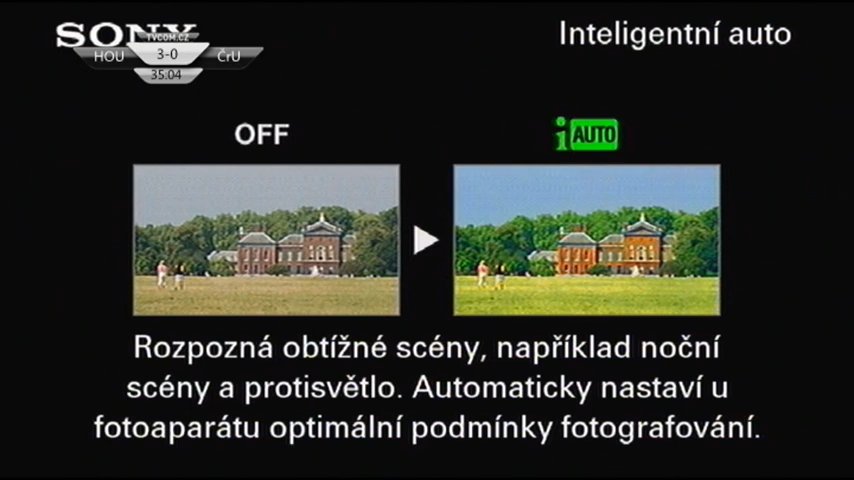 SONY
Inteligentní auto
TVCOM.CZ
HOU 3-0 ČrU
35:04
OFF
iAUTO
Rozpozná obtížné scény, například noční
scény a protisvětlo. Automaticky nastaví u
fotoaparátu optimální podmínky fotografování.